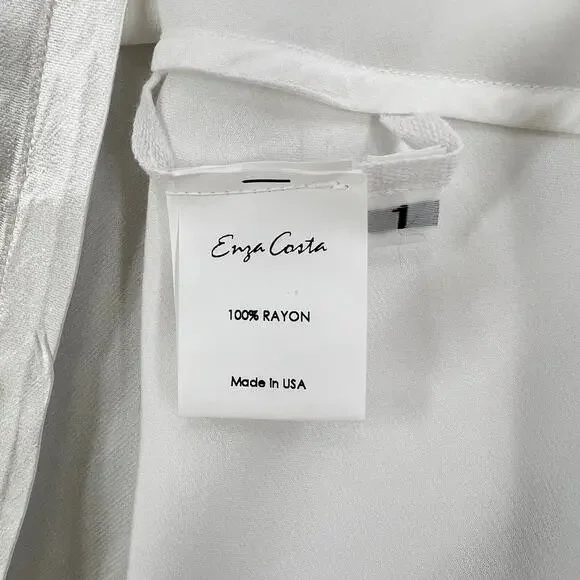 1
Enza Costa
100% RAYON
Made in USA